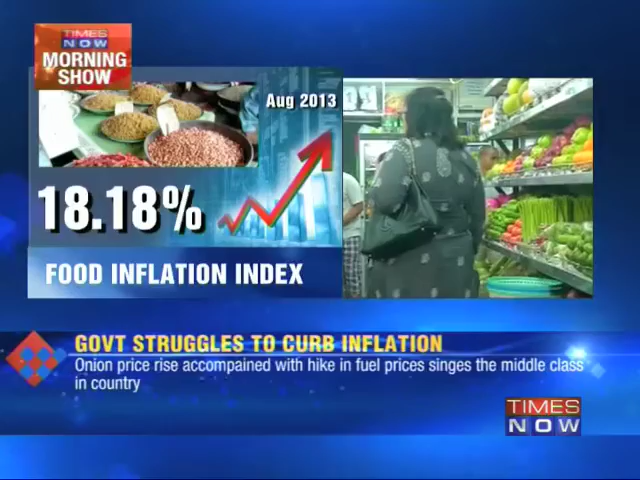 TIMES
NOW
MORNING
SHOW
Aug 2013
18.18%
FOOD INFLATION INDEX
GOVT STRUGGLES TO CURB INFLATION
Onion price rise accompained with hike in fuel prices singes the middle class
in country
TIMES
NOW